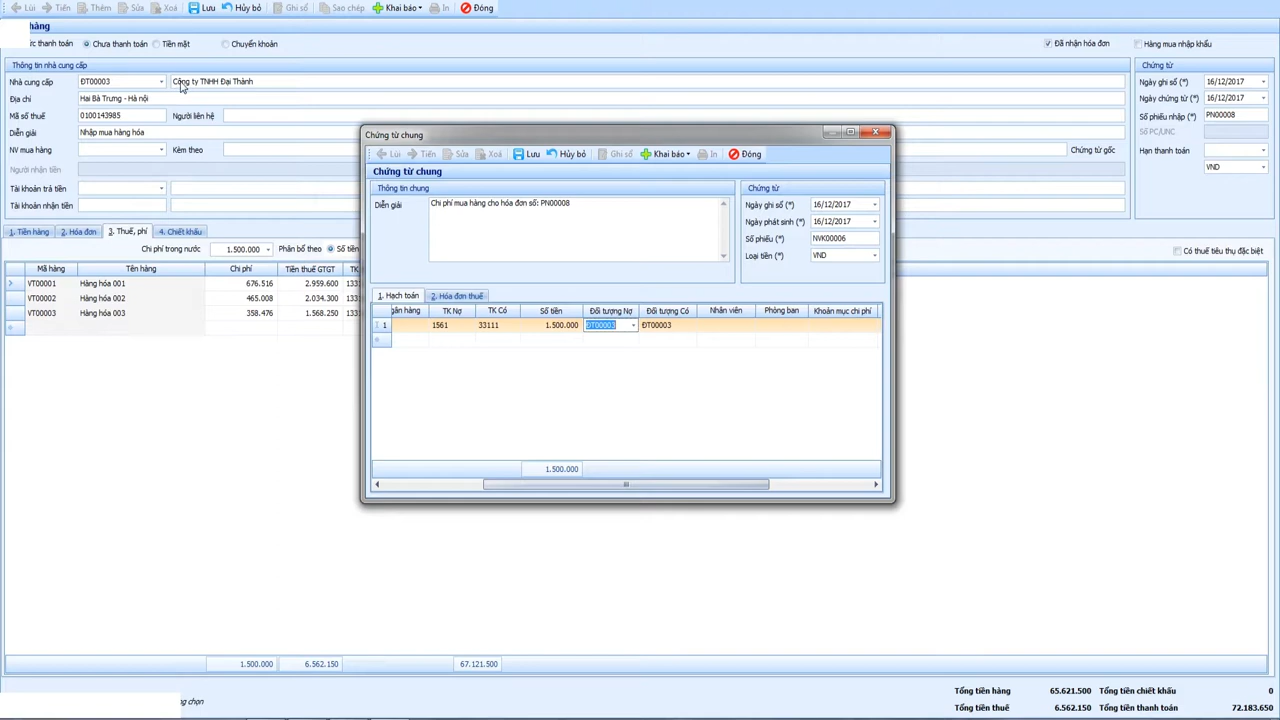 Lùi Tiến Thêm Sửa Xoá Lưu Hủy bỏ Ghi sổ Sao chép Khai báo In Đóng
hàng
ức thanh toán Chưa thanh toán Tiền mặt Chuyển khoản Đã nhận hóa đơn Hàng mua nhập khẩu
Thông tin nhà cung cấp
Nhà cung cấp ĐT00003 Công ty TNHH Đại Thành
Địa chỉ Hai Bà Trưng - Hà nội
Mã số thuế 0100143985 Người liên hệ
Diễn giải Nhập mua hàng hóa
NV mua hàng Kèm theo Chứng từ gốc
Người nhận tiền
Tài khoản trả tiền
Tài khoản nhận tiền
Chứng từ
Ngày ghi sổ (*) 16/12/2017
Ngày chứng từ (*) 16/12/2017
Số phiếu nhập (*) PN00008
Số PC/UNC
Hạn thanh toán
VND
1. Tiền hàng 2. Hóa đơn 3. Thuế, phí 4. Chiết khấu
Chi phí trong nước 1.500.000 Phân bổ theo Số tiền Có thuế tiêu thụ đặc biệt
Mã hàng Tên hàng Chi phí Tiền thuế GTGT TK
VT00001 Hàng hóa 001 676.516 2.959.600 133
VT00002 Hàng hóa 002 465.008 2.034.300 133
VT00003 Hàng hóa 003 358.476 1.568.250 133
Chứng từ chung
Lùi Tiến Sửa Xoá Lưu Hủy bỏ Ghi sổ Khai báo In Đóng
Chứng từ chung
Thông tin chung
Diễn giải Chi phí mua hàng cho hóa đơn số: PN00008
Chứng từ
Ngày ghi sổ (*) 16/12/2017
Ngày phát sinh (*) 16/12/2017
Số phiếu (*) NVK00006
Loại tiền (*) VND
1. Hạch toán 2. Hóa đơn thuế
gân hàng TK Nợ TK Có Số tiền Đối tượng Nợ Đối tượng Có Nhân viên Phòng ban Khoản mục chi phí
1 1561 33111 1.500.000 ĐT00003 ĐT00003
1.500.000
1.500.000 6.562.150 67.121.500
Tổng tiền hàng 65.621.500 Tổng tiền chiết khấu 0
ng chọn Tổng tiền thuế 6.562.150 Tổng tiền thanh toán 72.183.650